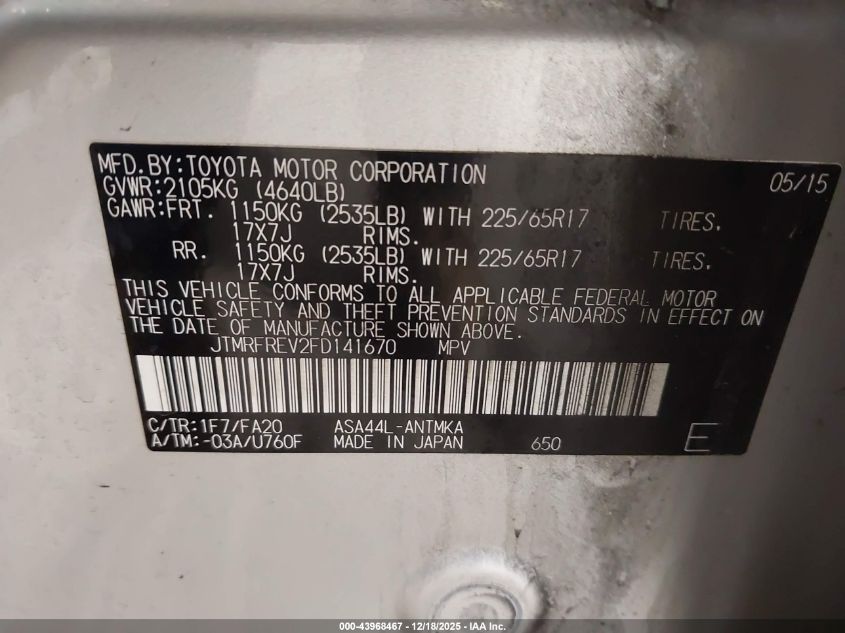 MFD.BY:TOYOTA MOTOR CORPORATION 05/15
GVWR:2105KG (4640LB)
GAWR:FRT. 1150KG (2535LB) WITH 225/65R17 TIRES.
17X7J RIMS.
RR. 1150KG (2535LB) WITH 225/65R17 TIRES.
17X7J RIMS.
THIS VEHICLE CONFORMS TO ALL APPLICABLE FEDERAL MOTOR
VEHICLE SAFETY AND THEFT PREVENTION STANDARDS IN EFFECT ON
THE DATE OF MANUFACTURE SHOWN ABOVE.
JTMRFREV2FD141670 MPV
C/TR:1F7/FA20 ASA44L-ANTMKA
A/TM:-03A/U760F MADE IN JAPAN 650 E
000-43968467 - 12/18/2025 - IAA Inc.